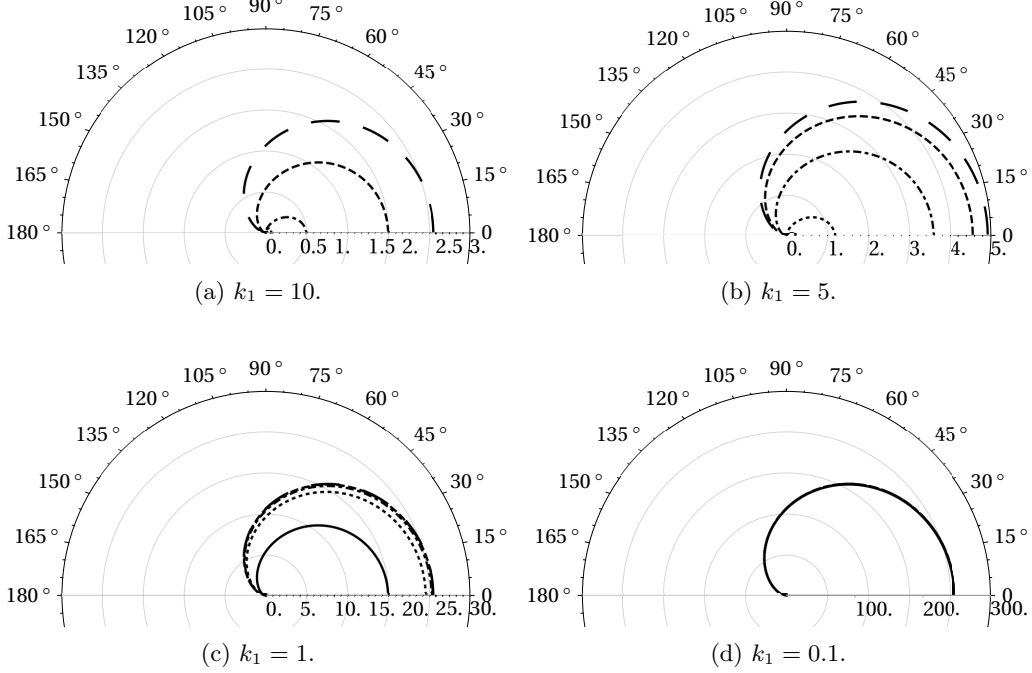 90 °
105 ° 75 °
120 ° 60 °
135 ° 45 °
150 ° 30 °
165 ° 15 °
180 ° 0
0. 0.5 1. 1.5 2. 2.5 3.
(a) k₁ = 10.
90 °
105 ° 75 °
120 ° 60 °
135 ° 45 °
150 ° 30 °
165 ° 15 °
180 ° 0
0. 1. 2. 3. 4. 5.
(b) k₁ = 5.
90 °
105 ° 75 °
120 ° 60 °
135 ° 45 °
150 ° 30 °
165 ° 15 °
180 ° 0
0. 5. 10. 15. 20. 25. 30.
(c) k₁ = 1.
90 °
105 ° 75 °
120 ° 60 °
135 ° 45 °
150 ° 30 °
165 ° 15 °
180 ° 0
100. 200. 300.
(d) k₁ = 0.1.